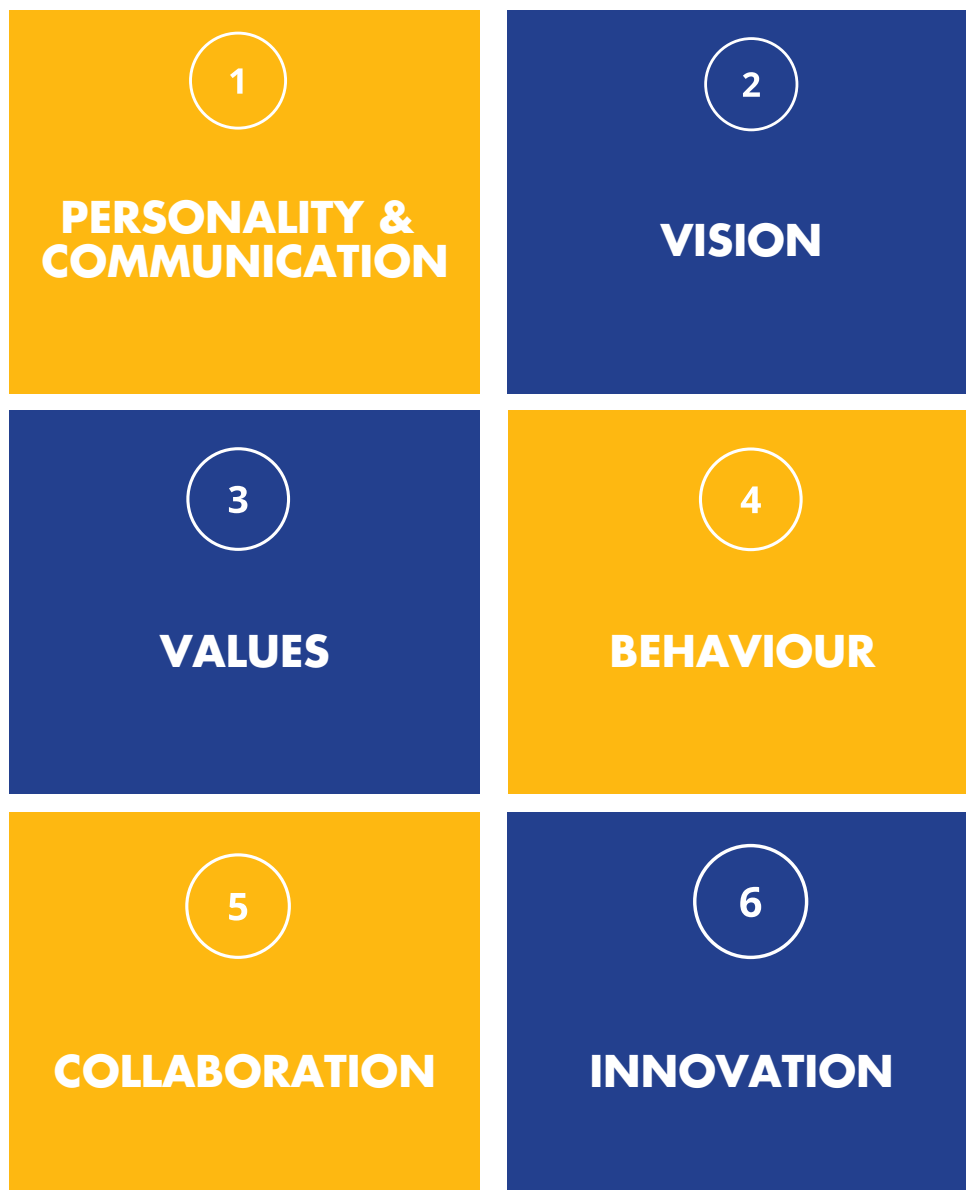 1
PERSONALITY &
COMMUNICATION
2
VISION
3
VALUES
4
BEHAVIOUR
5
COLLABORATION
6
INNOVATION